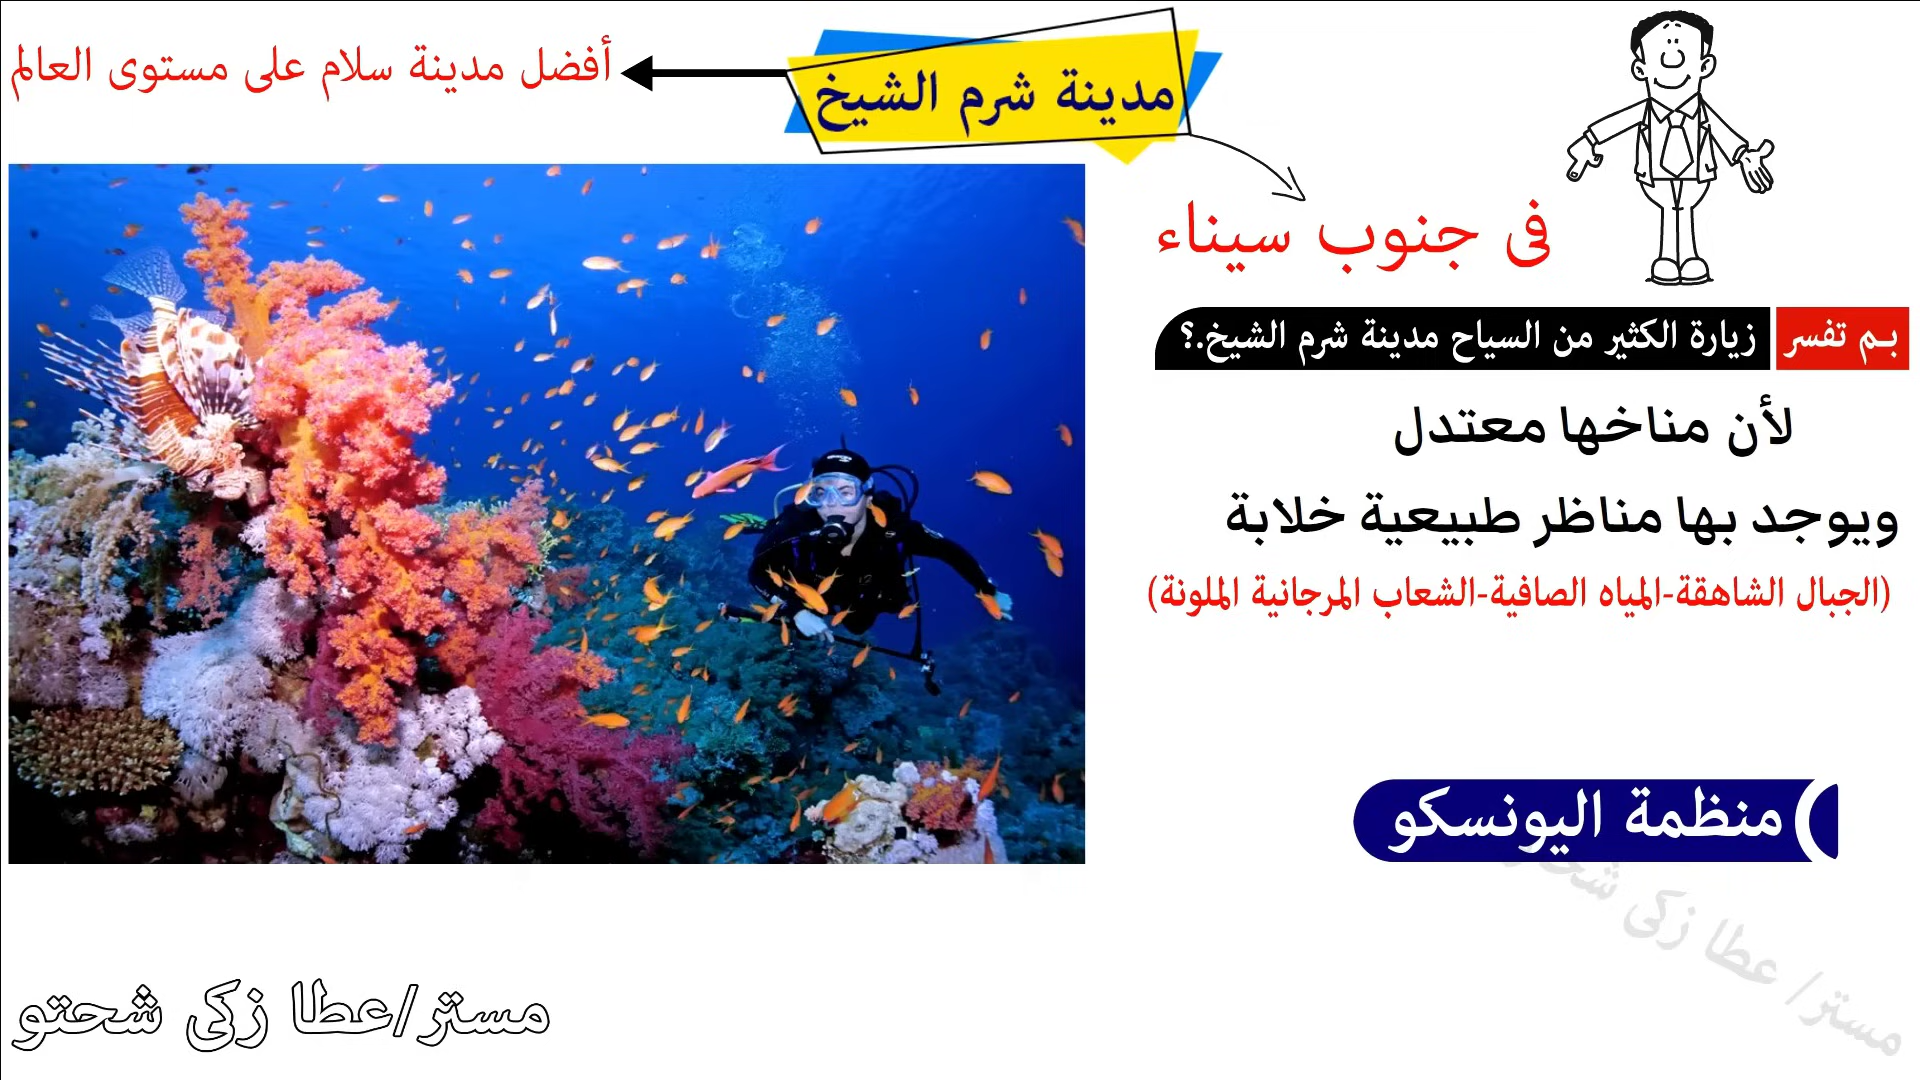 مدينة شرم الشيخ
أفضل مدينة سلام على مستوى العالم
فى جنوب سيناء
بم تفسر زيارة الكثير من السياح مدينة شرم الشيخ.؟
لأن مناخها معتدل
ويوجد بها مناظر طبيعية خلابة
(الجبال الشاهقة-المياه الصافية-الشعاب المرجانية الملونة)
منظمة اليونسكو
مستر/ عطا زكى شحتو
مستر/عطا زكى شحتو